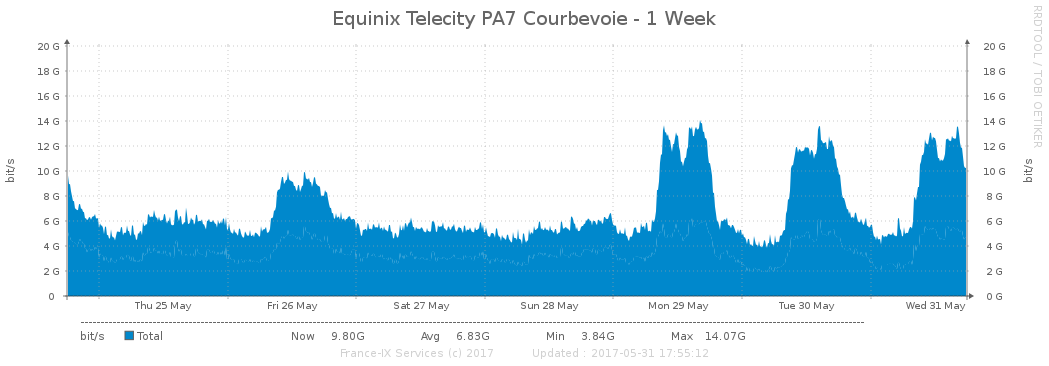 Equinix Telecity PA7 Courbevoie - 1 Week
RRDTOOL / TOBI OETIKER
bit/s
bit/s
20 G 20 G
18 G 18 G
16 G 16 G
14 G 14 G
12 G 12 G
10 G 10 G
8 G 8 G
6 G 6 G
4 G 4 G
2 G 2 G
0 0 G
Thu 25 May Fri 26 May Sat 27 May Sun 28 May Mon 29 May Tue 30 May Wed 31 May
bit/s Total Now 9.80G Avg 6.83G Min 3.84G Max 14.07G
France-IX Services (c) 2017 Updated : 2017-05-31 17:55:12